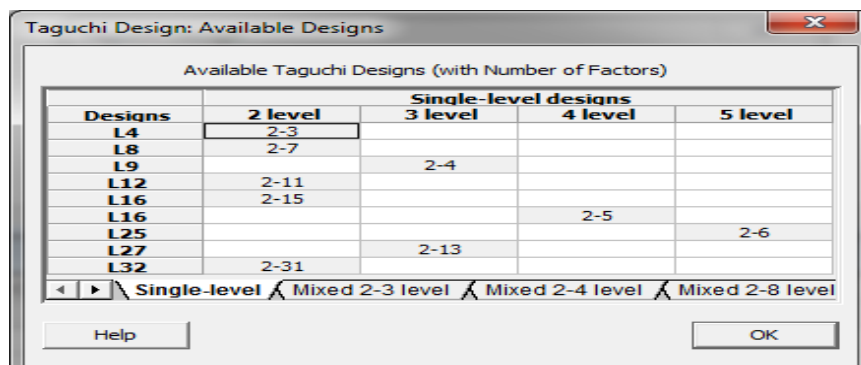 Taguchi Design: Available Designs
Available Taguchi Designs (with Number of Factors)
Single-level designs
Designs 2 level 3 level 4 level 5 level
L4 2-3
L8 2-7
L9 2-4
L12 2-11
L16 2-15
L16 2-5
L25 2-6
L27 2-13
L32 2-31
Single-level Mixed 2-3 level Mixed 2-4 level Mixed 2-8 level
Help OK